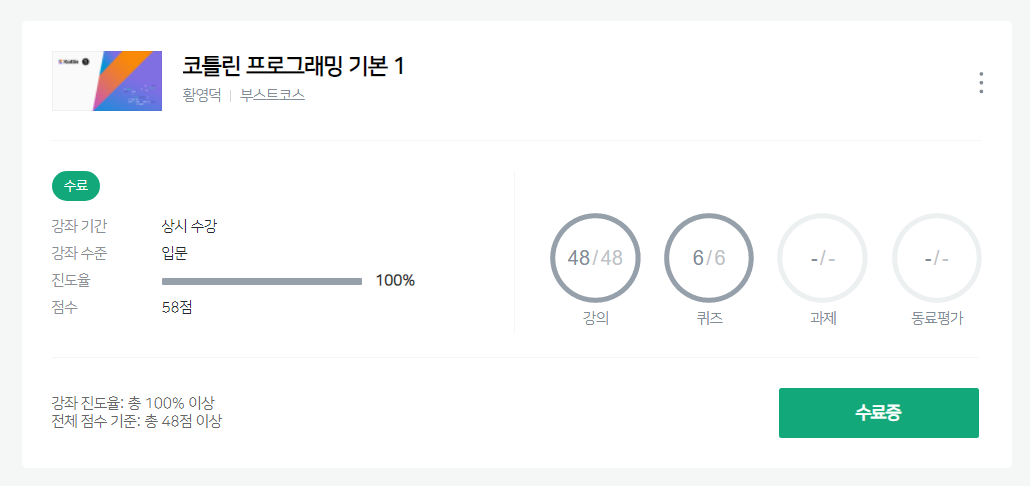 Kotlin
코틀린 프로그래밍 기본 1
황영덕 | 부스트코스
수료
강좌 기간 상시 수강
강좌 수준 입문
진도율 100%
점수 58점
48/48 6/6 -/- -/-
강의 퀴즈 과제 동료평가
강좌 진도율: 총 100% 이상
전체 점수 기준: 총 48점 이상
수료증